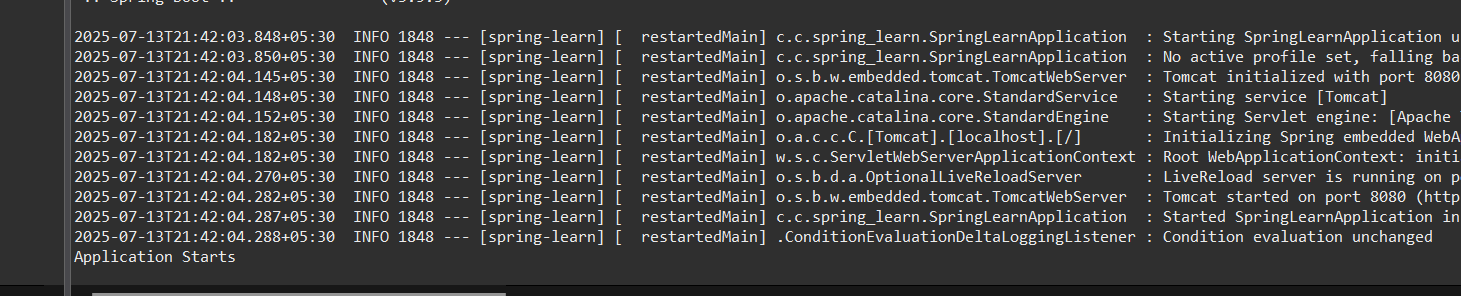 2025-07-13T21:42:03.848+05:30  INFO 1848 --- [spring-learn] [  restartedMain] c.c.spring_learn.SpringLearnApplication  : Starting SpringLearnApplication u
2025-07-13T21:42:03.850+05:30  INFO 1848 --- [spring-learn] [  restartedMain] c.c.spring_learn.SpringLearnApplication  : No active profile set, falling ba
2025-07-13T21:42:04.145+05:30  INFO 1848 --- [spring-learn] [  restartedMain] o.s.b.w.embedded.tomcat.TomcatWebServer  : Tomcat initialized with port 8080
2025-07-13T21:42:04.148+05:30  INFO 1848 --- [spring-learn] [  restartedMain] o.apache.catalina.core.StandardService   : Starting service [Tomcat]
2025-07-13T21:42:04.152+05:30  INFO 1848 --- [spring-learn] [  restartedMain] o.apache.catalina.core.StandardEngine    : Starting Servlet engine: [Apache
2025-07-13T21:42:04.182+05:30  INFO 1848 --- [spring-learn] [  restartedMain] o.a.c.c.C.[Tomcat].[localhost].[/]       : Initializing Spring embedded WebA
2025-07-13T21:42:04.182+05:30  INFO 1848 --- [spring-learn] [  restartedMain] w.s.c.ServletWebServerApplicationContext : Root WebApplicationContext: initi
2025-07-13T21:42:04.270+05:30  INFO 1848 --- [spring-learn] [  restartedMain] o.s.b.d.a.OptionalLiveReloadServer       : LiveReload server is running on p
2025-07-13T21:42:04.282+05:30  INFO 1848 --- [spring-learn] [  restartedMain] o.s.b.w.embedded.tomcat.TomcatWebServer  : Tomcat started on port 8080 (http
2025-07-13T21:42:04.287+05:30  INFO 1848 --- [spring-learn] [  restartedMain] c.c.spring_learn.SpringLearnApplication  : Started SpringLearnApplication in
2025-07-13T21:42:04.288+05:30  INFO 1848 --- [spring-learn] [  restartedMain] .ConditionEvaluationDeltaLoggingListener : Condition evaluation unchanged
Application Starts